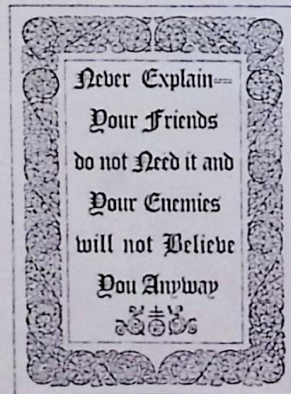 Never Explain--
Your Friends
do not Need it and
Your Enemies
will not Believe
You Anyway